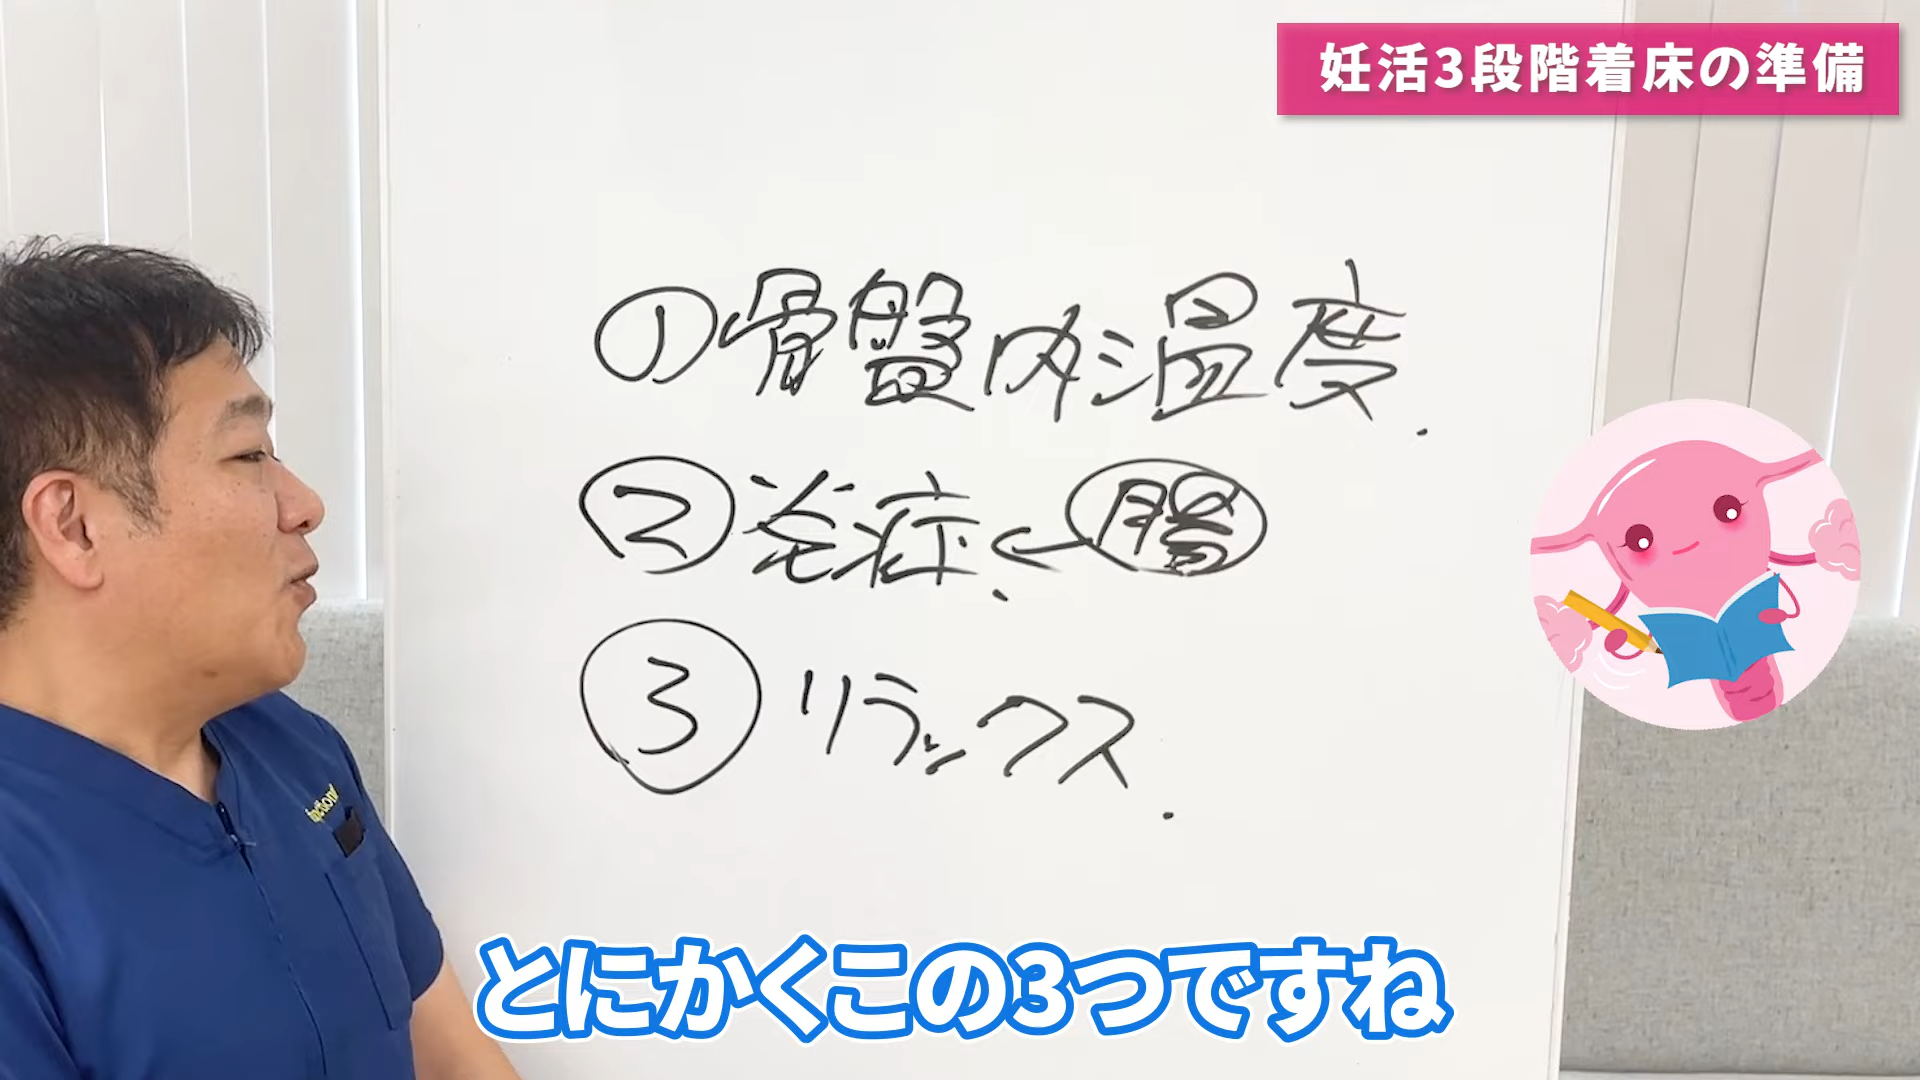 妊活3段階着床の準備
①骨盤内温度.
②炎症、←腸
③リラックス.
とにかくこの3つですね